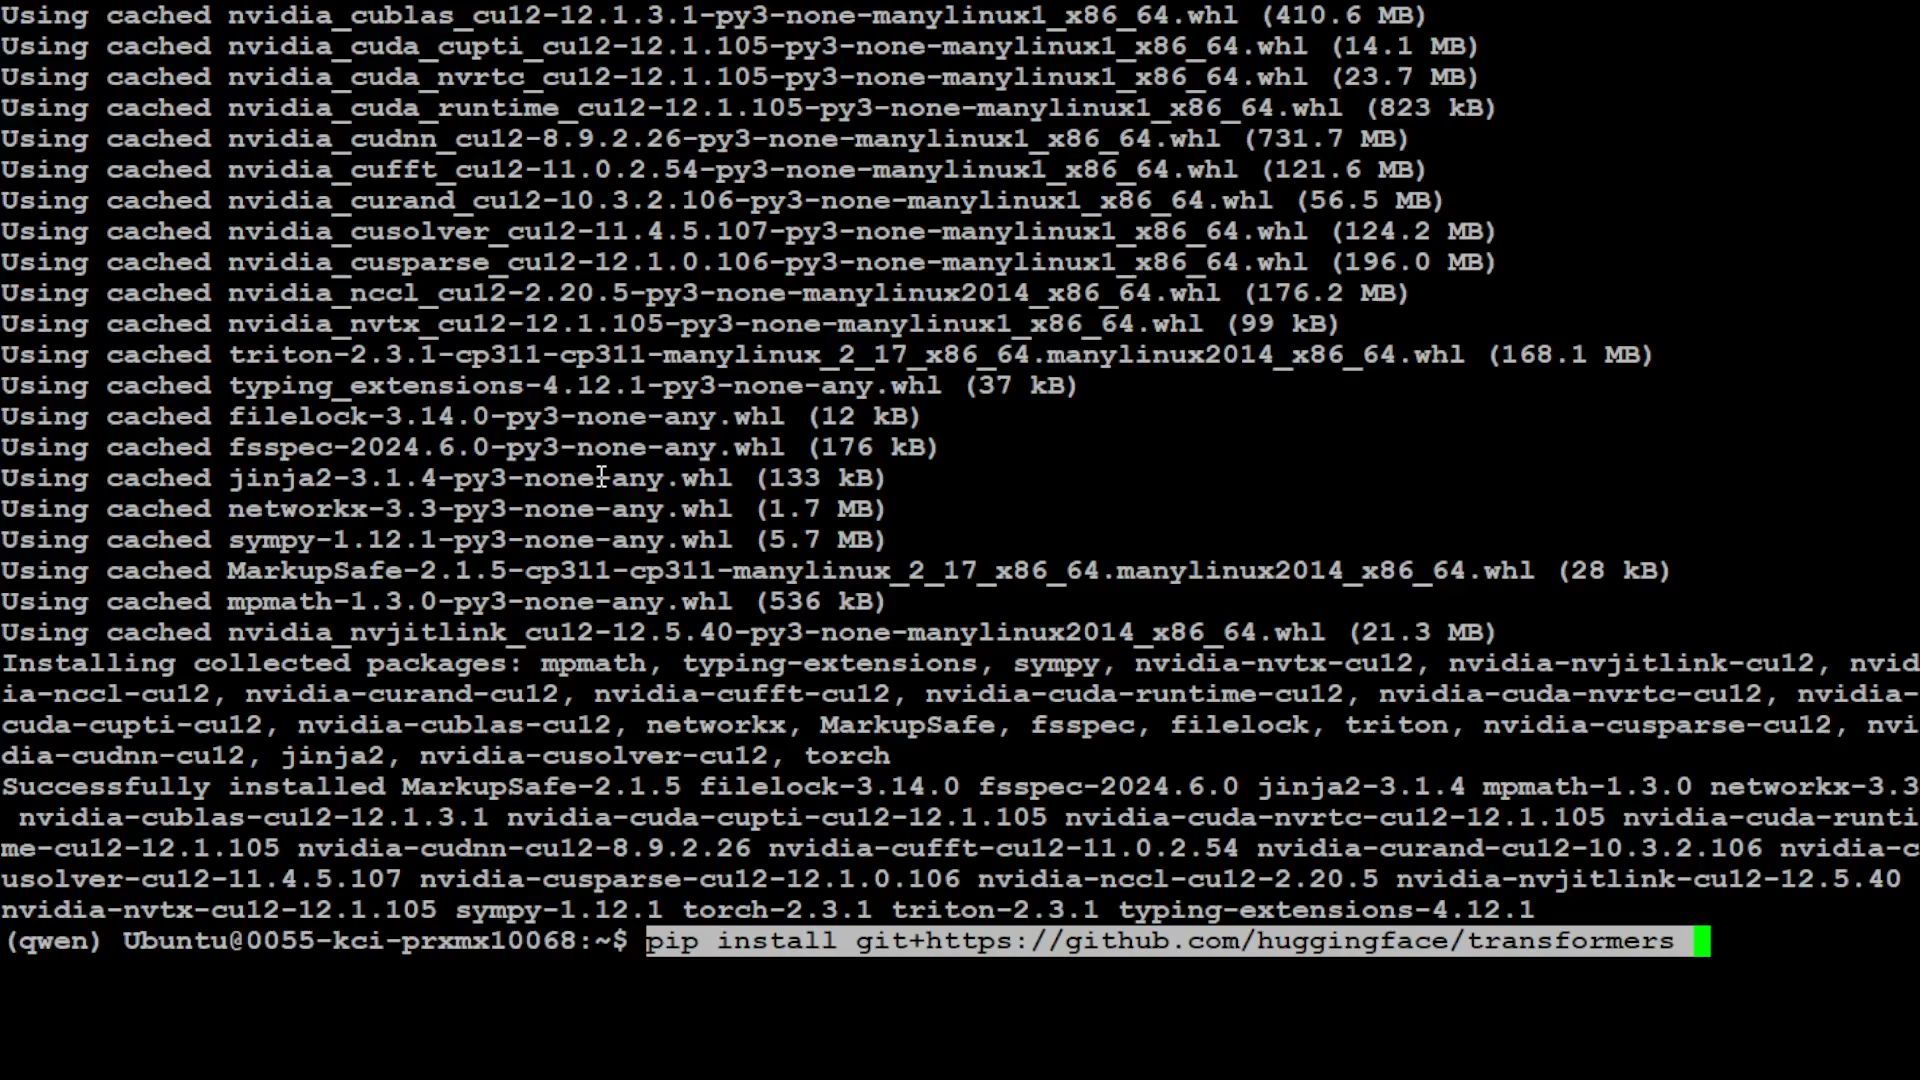 Using cached nvidia_cublas_cu12-12.1.3.1-py3-none-manylinux1_x86_64.whl (410.6 MB)
Using cached nvidia_cuda_cupti_cu12-12.1.105-py3-none-manylinux1_x86_64.whl (14.1 MB)
Using cached nvidia_cuda_nvrtc_cu12-12.1.105-py3-none-manylinux1_x86_64.whl (23.7 MB)
Using cached nvidia_cuda_runtime_cu12-12.1.105-py3-none-manylinux1_x86_64.whl (823 kB)
Using cached nvidia_cudnn_cu12-8.9.2.26-py3-none-manylinux1_x86_64.whl (731.7 MB)
Using cached nvidia_cufft_cu12-11.0.2.54-py3-none-manylinux1_x86_64.whl (121.6 MB)
Using cached nvidia_curand_cu12-10.3.2.106-py3-none-manylinux1_x86_64.whl (56.5 MB)
Using cached nvidia_cusolver_cu12-11.4.5.107-py3-none-manylinux1_x86_64.whl (124.2 MB)
Using cached nvidia_cusparse_cu12-12.1.0.106-py3-none-manylinux1_x86_64.whl (196.0 MB)
Using cached nvidia_nccl_cu12-2.20.5-py3-none-manylinux2014_x86_64.whl (176.2 MB)
Using cached nvidia_nvtx_cu12-12.1.105-py3-none-manylinux1_x86_64.whl (99 kB)
Using cached triton-2.3.1-cp311-cp311-manylinux_2_17_x86_64.manylinux2014_x86_64.whl (168.1 MB)
Using cached typing_extensions-4.12.1-py3-none-any.whl (37 kB)
Using cached filelock-3.14.0-py3-none-any.whl (12 kB)
Using cached fsspec-2024.6.0-py3-none-any.whl (176 kB)
Using cached jinja2-3.1.4-py3-none-any.whl (133 kB)
Using cached networkx-3.3-py3-none-any.whl (1.7 MB)
Using cached sympy-1.12.1-py3-none-any.whl (5.7 MB)
Using cached MarkupSafe-2.1.5-cp311-cp311-manylinux_2_17_x86_64.manylinux2014_x86_64.whl (28 kB)
Using cached mpmath-1.3.0-py3-none-any.whl (536 kB)
Using cached nvidia_nvjitlink_cu12-12.5.40-py3-none-manylinux2014_x86_64.whl (21.3 MB)
Installing collected packages: mpmath, typing-extensions, sympy, nvidia-nvtx-cu12, nvidia-nvjitlink-cu12, nvid
ia-nccl-cu12, nvidia-curand-cu12, nvidia-cufft-cu12, nvidia-cuda-runtime-cu12, nvidia-cuda-nvrtc-cu12, nvidia-
cuda-cupti-cu12, nvidia-cublas-cu12, networkx, MarkupSafe, fsspec, filelock, triton, nvidia-cusparse-cu12, nvi
dia-cudnn-cu12, jinja2, nvidia-cusolver-cu12, torch
Successfully installed MarkupSafe-2.1.5 filelock-3.14.0 fsspec-2024.6.0 jinja2-3.1.4 mpmath-1.3.0 networkx-3.3
 nvidia-cublas-cu12-12.1.3.1 nvidia-cuda-cupti-cu12-12.1.105 nvidia-cuda-nvrtc-cu12-12.1.105 nvidia-cuda-runti
me-cu12-12.1.105 nvidia-cudnn-cu12-8.9.2.26 nvidia-cufft-cu12-11.0.2.54 nvidia-curand-cu12-10.3.2.106 nvidia-c
usolver-cu12-11.4.5.107 nvidia-cusparse-cu12-12.1.0.106 nvidia-nccl-cu12-2.20.5 nvidia-nvjitlink-cu12-12.5.40
nvidia-nvtx-cu12-12.1.105 sympy-1.12.1 torch-2.3.1 triton-2.3.1 typing-extensions-4.12.1
(qwen) Ubuntu@0055-kci-prxmx10068:~$ pip install git+https://github.com/huggingface/transformers